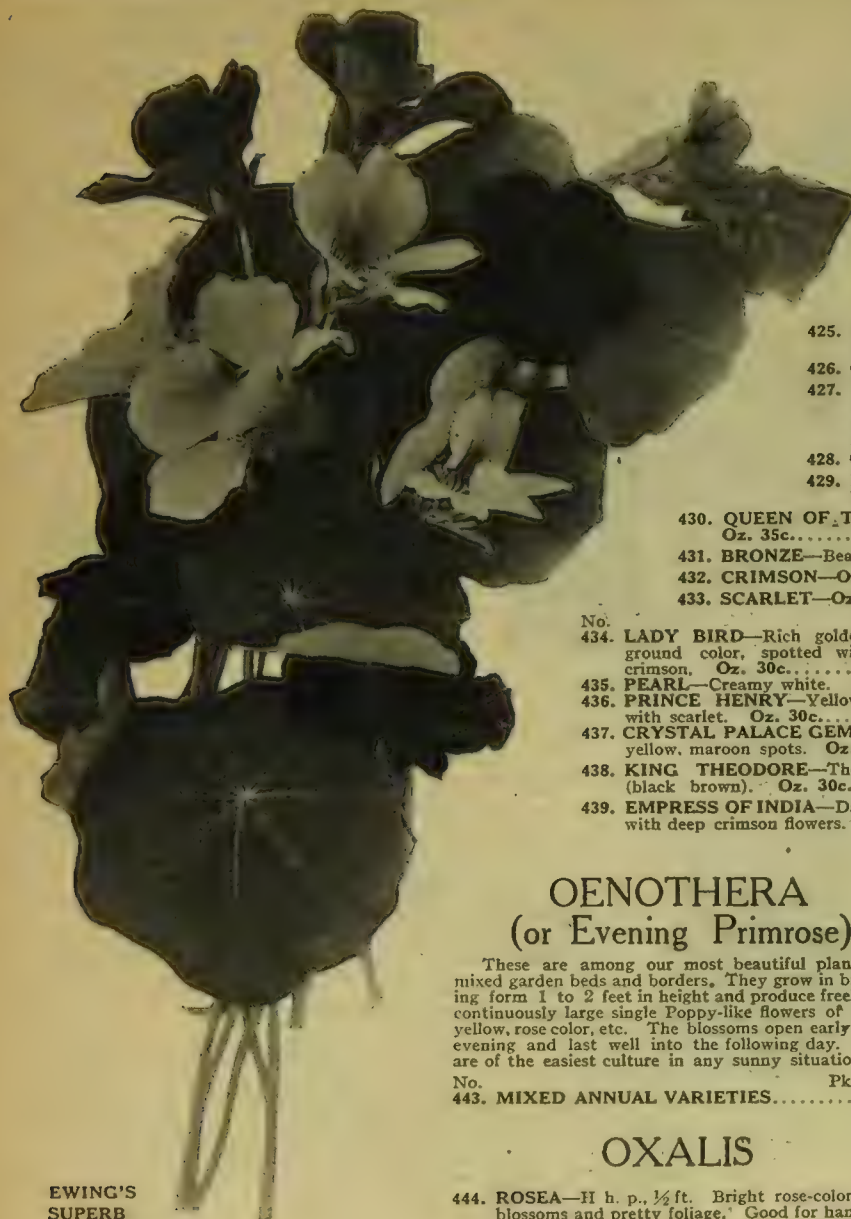 425.
426.
427.
428.
429.
430. QUEEN OF T
Oz. 35c......
431. BRONZE—Bea
432. CRIMSON—O
433. SCARLET—Oz
No.
434. LADY BIRD—Rich golde
ground color, spotted wi
crimson. Oz. 30c.......
435. PEARL—Creamy white.
436. PRINCE HENRY—Yellow
with scarlet. Oz. 30c....
437. CRYSTAL PALACE GEM
yellow, maroon spots. Oz
438. KING THEODORE—Th
(black brown). Oz. 30c.
439. EMPRESS OF INDIA—D
with deep crimson flowers.
OENOTHERA
(or Evening Primrose)
These are among our most beautiful plan
mixed garden beds and borders. They grow in b
ing form 1 to 2 feet in height and produce free
continuously large single Poppy-like flowers of
yellow, rose color, etc. The blossoms open early
evening and last well into the following day.
are of the easiest culture in any sunny situatio
No. Pk
443. MIXED ANNUAL VARIETIES.........
OXALIS
444. ROSEA—H h. p., ½ ft. Bright rose-color
blossoms and pretty foliage. Good for han
EWING'S
SUPERB